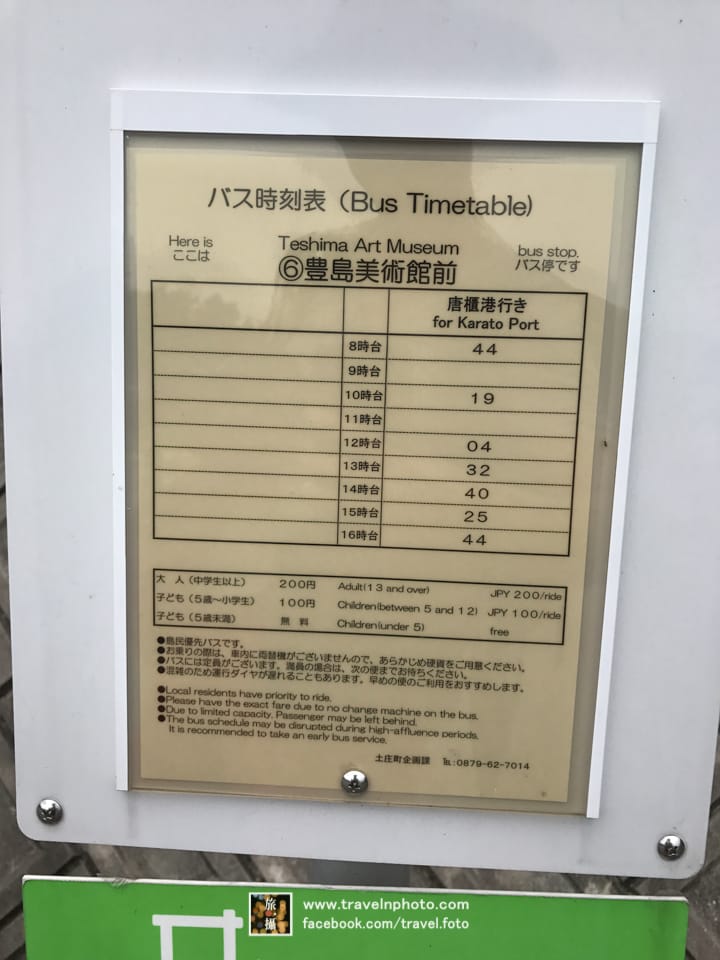 バス時刻表（Bus Timetable)
Here is Teshima Art Museum bus stop.
ここは ⑥豊島美術館前 バス停です
唐櫃港行き
for Karato Port
8時台 44
9時台
10時台 19
11時台
12時台 04
13時台 32
14時台 40
15時台 25
16時台 44
大 人（中学生以上） 200円 Adult(13 and over) JPY 200/ride
子ども（5歳～小学生） 100円 Children(between 5 and 12) JPY 100/ride
子ども（5歳未満） 無 料 Children(under 5) free
●島民優先バスです。
●お乗りの際は、車内に両替機がございませんので、あらかじめ硬貨をご用意ください。
●バスには定員がございます。満員の場合は、次の便までお待ちください。
●混雑のため運行ダイヤが遅れることもあります。早めの便のご利用をおすすめします。
●Local residents have priority to ride.
●Please have the exact fare due to no change machine on the bus.
●Due to limited capacity. Passenger may be left behind.
●The bus schedule may be disrupted during high-affluence periods.
It is recommended to take an early bus service.
土庄町企画課 ℡:0879-62-7014
旅攝 www.travelnphoto.com
facebook.com/travel.foto